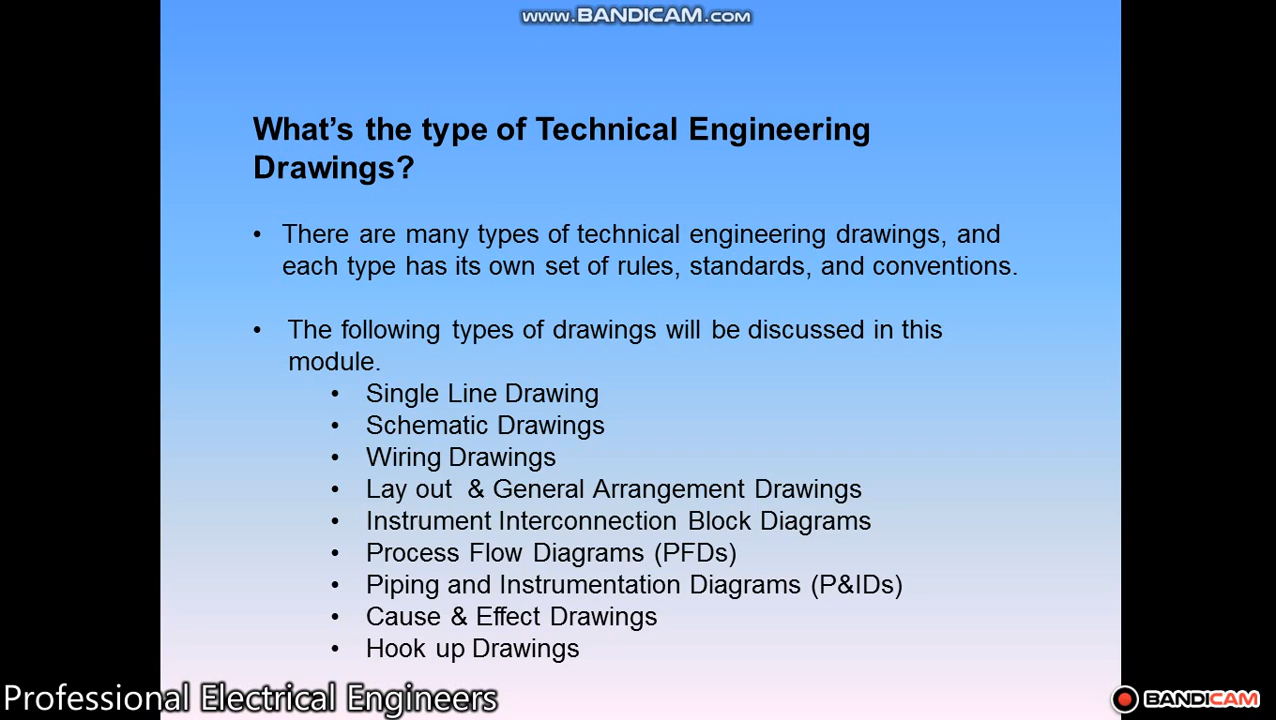 www.BANDICAM.com
What's the type of Technical Engineering
Drawings?
• There are many types of technical engineering drawings, and
each type has its own set of rules, standards, and conventions.
• The following types of drawings will be discussed in this
module.
• Single Line Drawing
• Schematic Drawings
• Wiring Drawings
• Lay out & General Arrangement Drawings
• Instrument Interconnection Block Diagrams
• Process Flow Diagrams (PFDs)
• Piping and Instrumentation Diagrams (P&IDs)
• Cause & Effect Drawings
• Hook up Drawings
Professional Electrical Engineers
BANDICAM